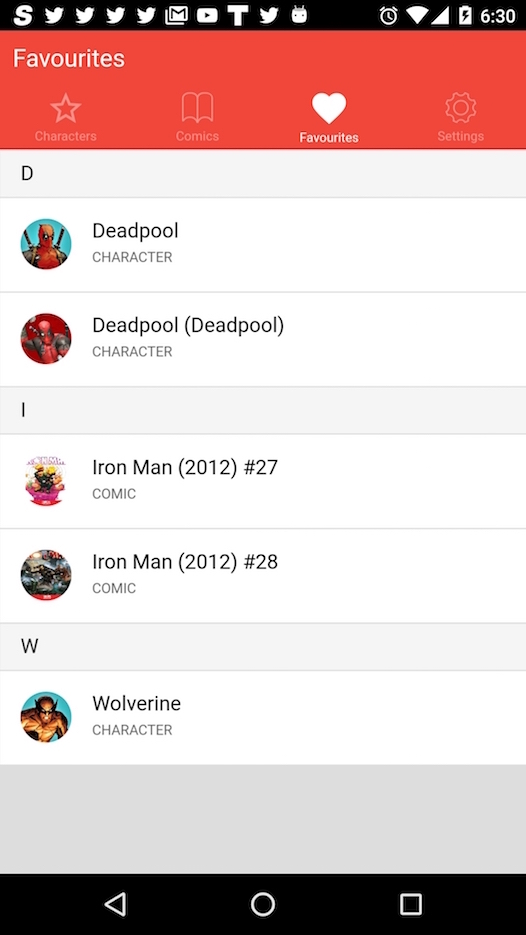 6:30
Favourites
Characters
Comics
Favourites
Settings
D
Deadpool
CHARACTER
Deadpool (Deadpool)
CHARACTER
I
Iron Man (2012) #27
COMIC
Iron Man (2012) #28
COMIC
W
Wolverine
CHARACTER